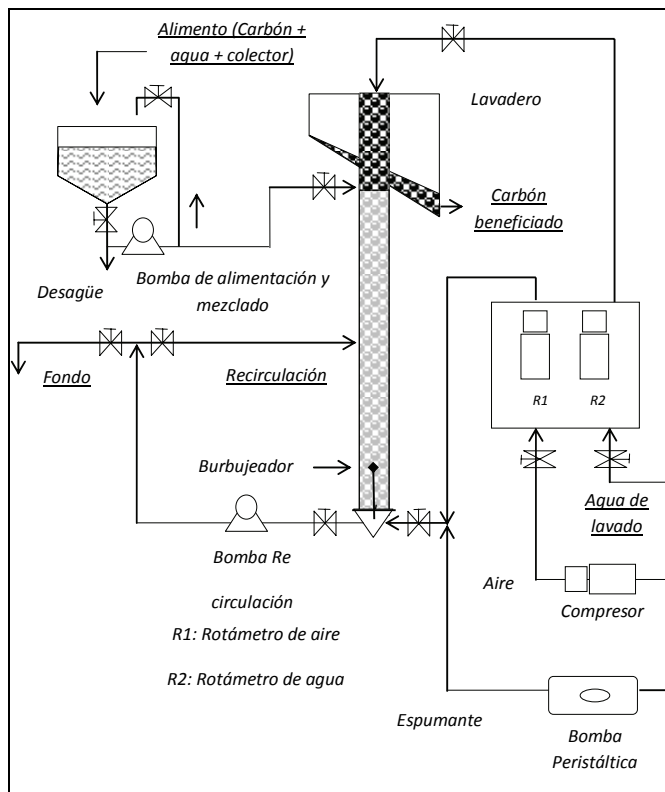 Alimento (Carbón +
agua + colector)
Lavadero
Carbón
beneficiado
Desagüe
Bomba de alimentación y
mezclado
Fondo
Recirculación
R1
R2
Burbujeador
Agua de
lavado
Bomba Re
circulación
Aire
Compresor
R1: Rotámetro de aire
R2: Rotámetro de agua
Espumante
Bomba
Peristáltica